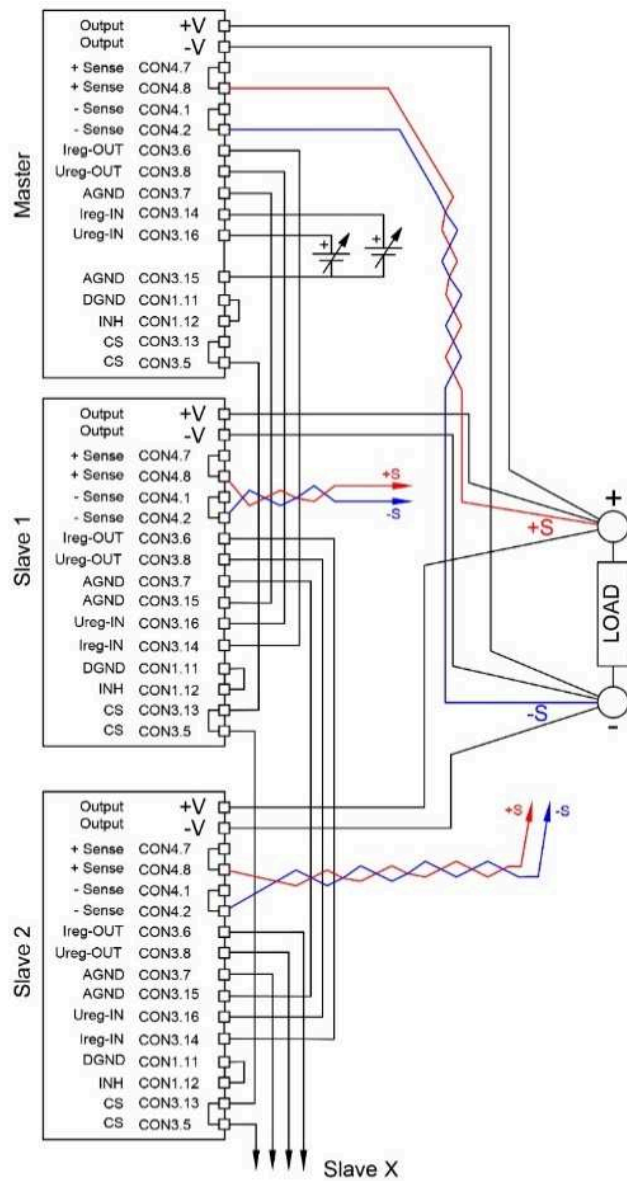 Master
Output +V
Output -V
+ Sense CON4.7
+ Sense CON4.8
- Sense CON4.1
- Sense CON4.2
Ireg-OUT CON3.6
Ureg-OUT CON3.8
AGND CON3.7
Ireg-IN CON3.14
Ureg-IN CON3.16
+ +
AGND CON3.15
DGND CON1.11
INH CON1.12
CS CON3.13
CS CON3.5
Slave 1
Output +V
Output -V
+ Sense CON4.7
+ Sense CON4.8
- Sense CON4.1
- Sense CON4.2
Ireg-OUT CON3.6
Ureg-OUT CON3.8
AGND CON3.7
AGND CON3.15
Ureg-IN CON3.16
Ireg-IN CON3.14
DGND CON1.11
INH CON1.12
CS CON3.13
CS CON3.5
+S
-S
+
+S
LOAD
-S
-
Slave 2
Output +V
Output -V
+ Sense CON4.7
+ Sense CON4.8
- Sense CON4.1
- Sense CON4.2
Ireg-OUT CON3.6
Ureg-OUT CON3.8
AGND CON3.7
AGND CON3.15
Ureg-IN CON3.16
Ireg-IN CON3.14
DGND CON1.11
INH CON1.12
CS CON3.13
CS CON3.5
+S -S
Slave X